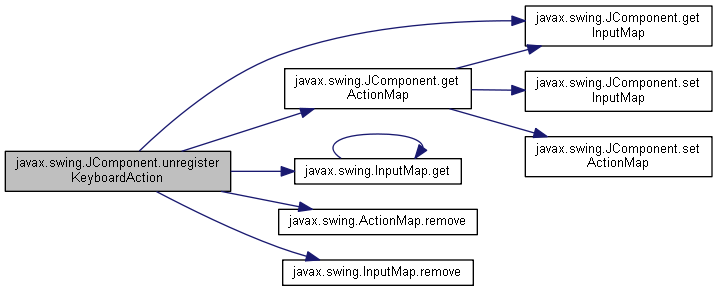 javax.swing.JComponent.unregister
KeyboardAction
javax.swing.JComponent.get
InputMap
javax.swing.JComponent.get
ActionMap
javax.swing.JComponent.set
InputMap
javax.swing.JComponent.set
ActionMap
javax.swing.InputMap.get
javax.swing.ActionMap.remove
javax.swing.InputMap.remove